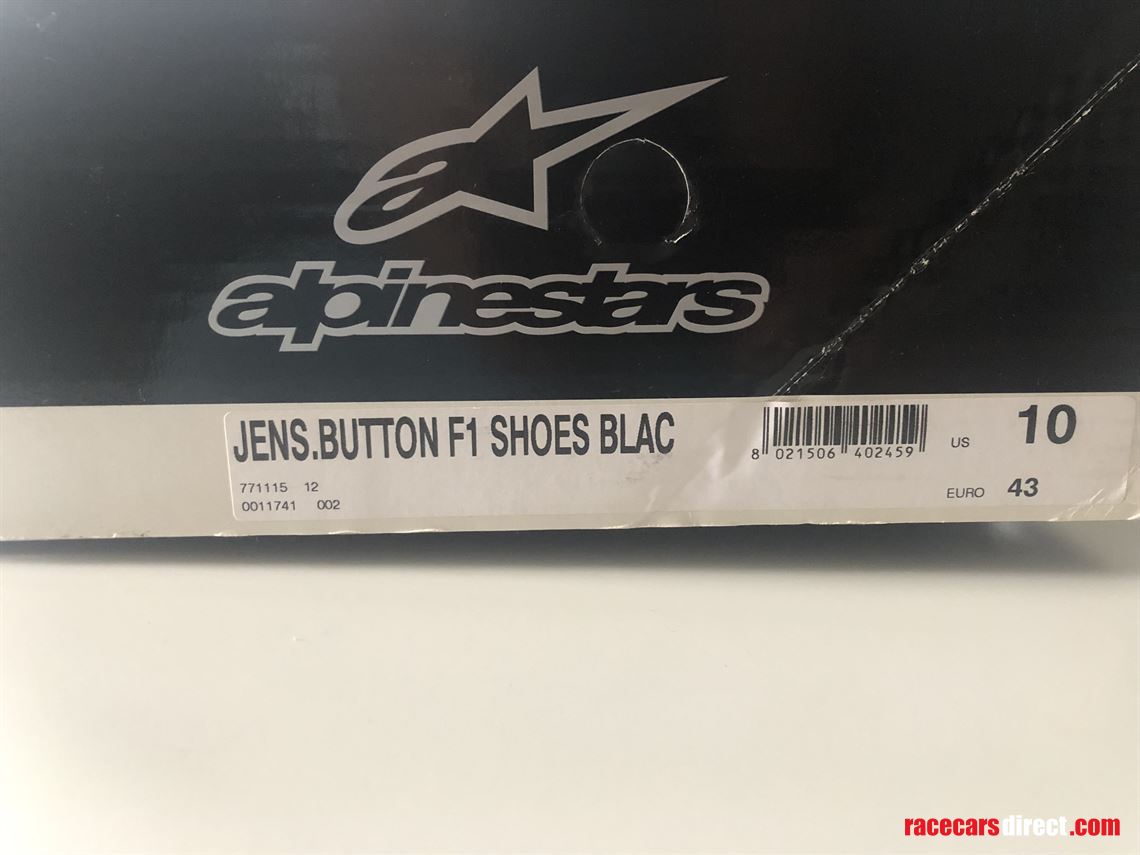 alpinestars
JENS.BUTTON F1 SHOES BLAC
771115 12
0011741 002
8 021506 402459
US 10
EURO 43
racecarsdirect.com